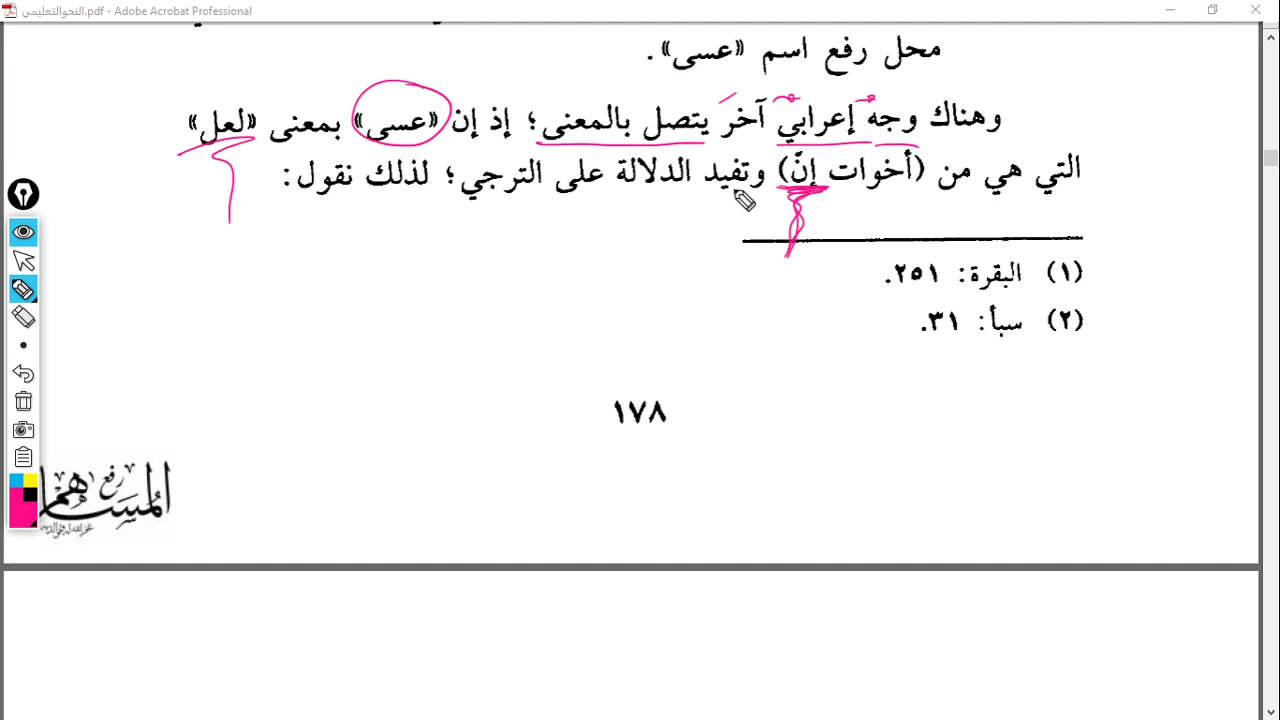 النحوالتعليمي.pdf - Adobe Acrobat Professional
محل رفع اسم «عسى».
وهناك وجه إعرابي آخر يتصل بالمعنى؛ إذ إن «عسى» بمعنى «لعل»
التي هي من (أخوات إنّ) وتفيد الدلالة على الترجي؛ لذلك نقول:
(١) البقرة: ٢٥١.
(٢) سبأ: ٣١.
١٧٨
رفع
المساهم